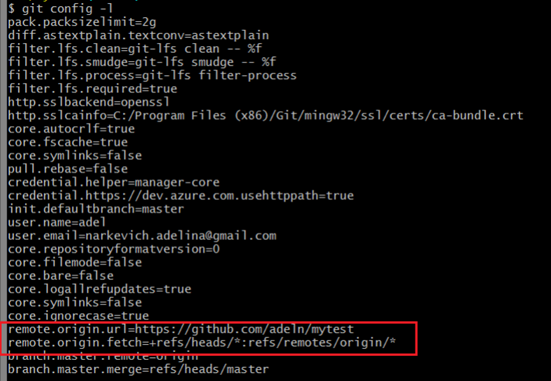 $ git config -l
pack.packsizelimit=2g
diff.astextplain.textconv=astextplain
filter.lfs.clean=git-lfs clean -- %f
filter.lfs.smudge=git-lfs smudge -- %f
filter.lfs.process=git-lfs filter-process
filter.lfs.required=true
http.sslbackend=openssl
http.sslcainfo=C:/Program Files (x86)/Git/mingw32/ssl/certs/ca-bundle.crt
core.autocrlf=true
core.fscache=true
core.symlinks=false
pull.rebase=false
credential.helper=manager-core
credential.https://dev.azure.com.usehttppath=true
init.defaultbranch=master
user.name=adel
user.email=narkevich.adelina@gmail.com
core.repositoryformatversion=0
core.filemode=false
core.bare=false
core.logallrefupdates=true
core.symlinks=false
core.ignorecase=true
remote.origin.url=https://github.com/adeln/mytest
remote.origin.fetch=+refs/heads/*:refs/remotes/origin/*
branch.master.remote=origin
branch.master.merge=refs/heads/master